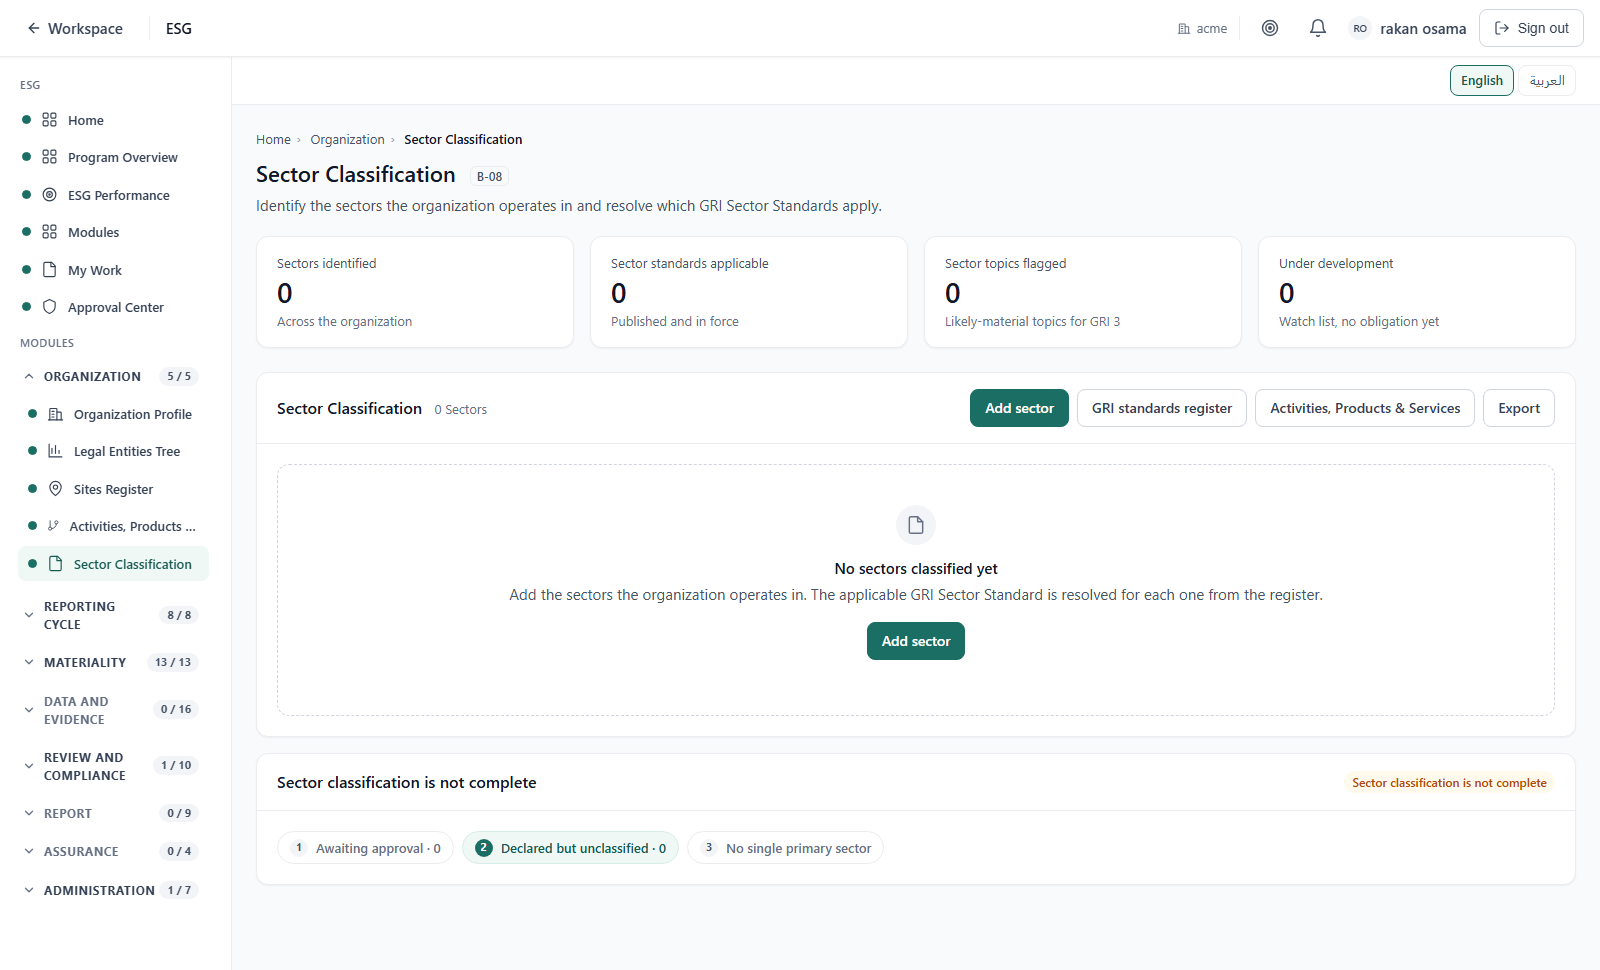 Workspace
ESG
acme
RO
rakan osama
Sign out
English
العربية
ESG
Home
Program Overview
ESG Performance
Modules
My Work
Approval Center
MODULES
ORGANIZATION 5 / 5
Organization Profile
Legal Entities Tree
Sites Register
Activities, Products ...
Sector Classification
REPORTING
CYCLE
8 / 8
MATERIALITY 13 / 13
DATA AND
EVIDENCE
0 / 16
REVIEW AND
COMPLIANCE
1 / 10
REPORT 0 / 9
ASSURANCE 0 / 4
ADMINISTRATION 1 / 7
Home › Organization › Sector Classification
Sector Classification B-08
Identify the sectors the organization operates in and resolve which GRI Sector Standards apply.
Sectors identified
0
Across the organization
Sector standards applicable
0
Published and in force
Sector topics flagged
0
Likely-material topics for GRI 3
Under development
0
Watch list, no obligation yet
Sector Classification 0 Sectors
Add sector
GRI standards register
Activities, Products & Services
Export
No sectors classified yet
Add the sectors the organization operates in. The applicable GRI Sector Standard is resolved for each one from the register.
Add sector
Sector classification is not complete
Sector classification is not complete
1 Awaiting approval · 0
2 Declared but unclassified · 0
3 No single primary sector